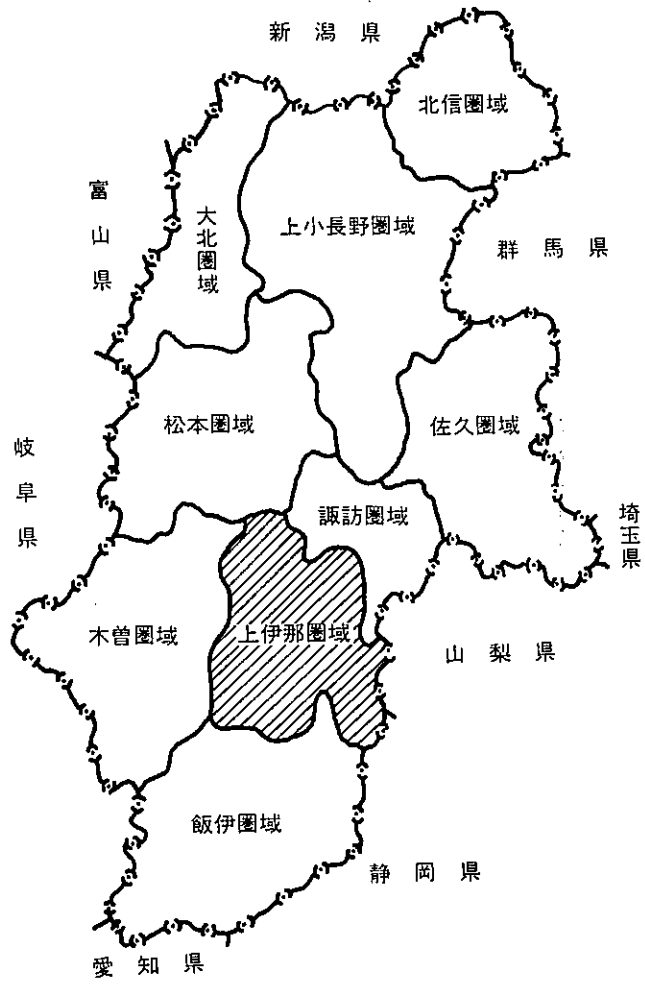 新潟県
北信圏域
富山県
大北圏域
上小長野圏域
群馬県
松本圏域
佐久圏域
岐阜県
諏訪圏域
埼玉県
木曽圏域
上伊那圏域
山梨県
飯伊圏域
静岡県
愛知県